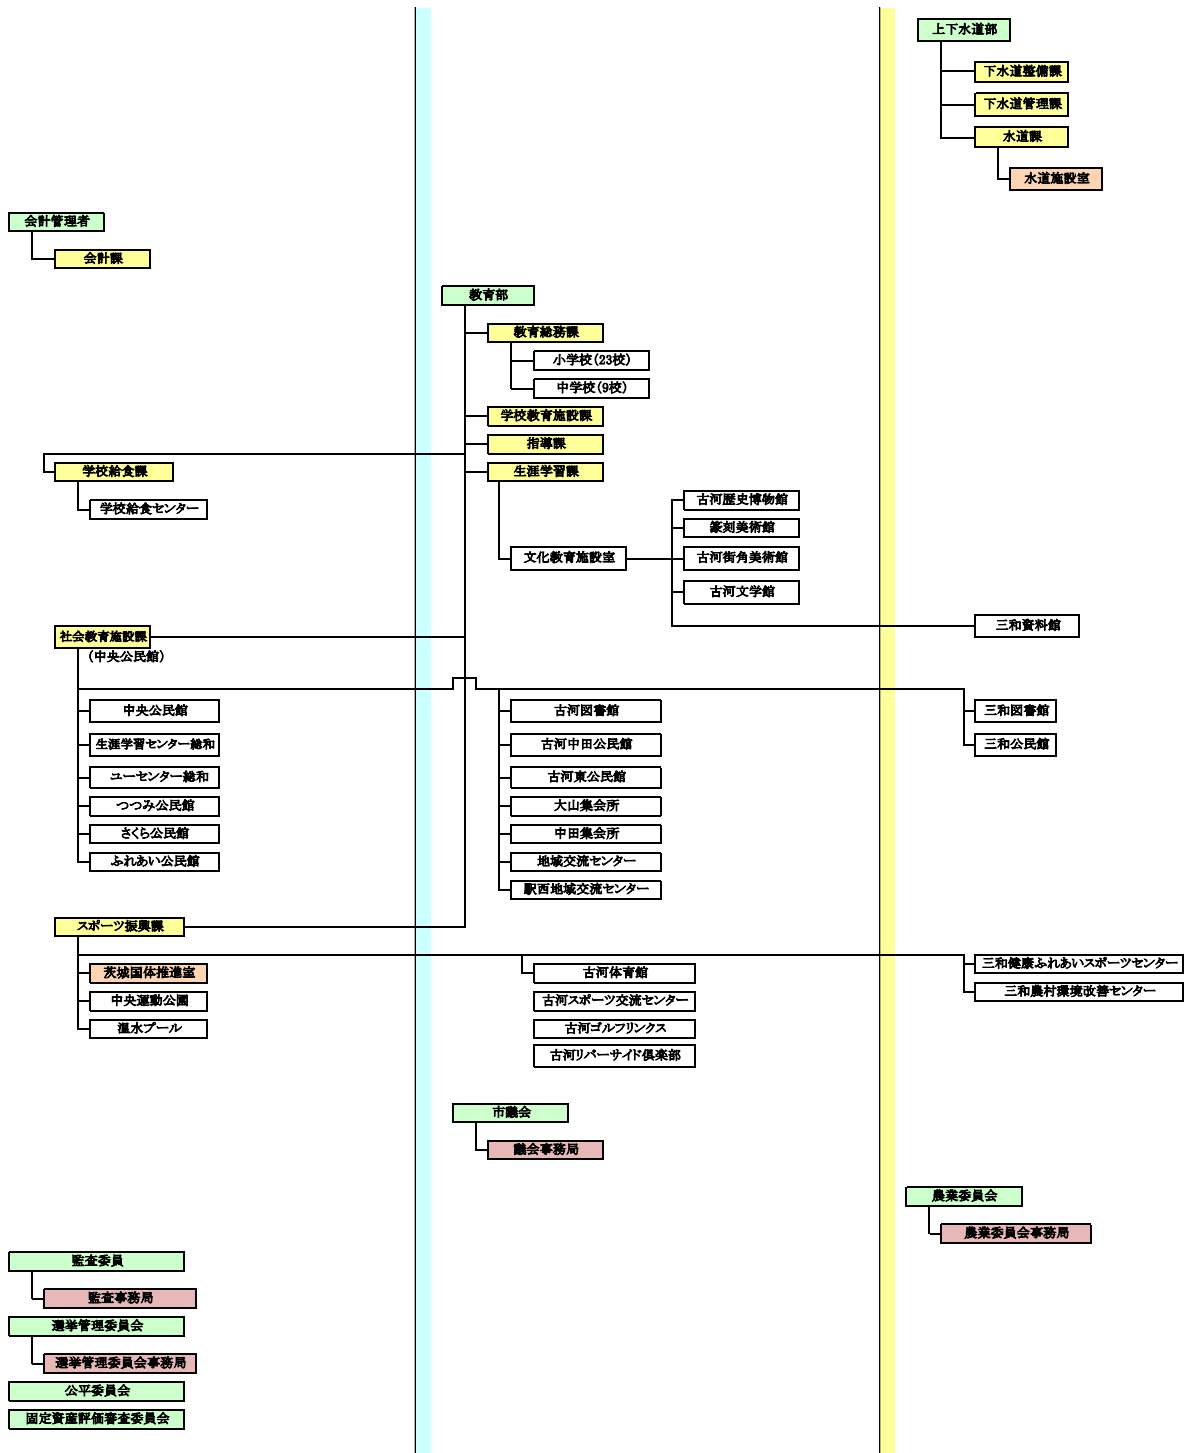 上下水道部
下水道整備課
下水道管理課
水道課
水道施設室
会計管理者
会計課
教育部
教育総務課
小学校(23校)
中学校(9校)
学校教育施設課
指導課
学校給食課
生涯学習課
学校給食センター
古河歴史博物館
篆刻美術館
文化教育施設室
古河街角美術館
古河文学館
三和資料館
社会教育施設課
(中央公民館)
中央公民館
古河図書館
三和図書館
生涯学習センター総和
古河中田公民館
三和公民館
ユーセンター総和
古河東公民館
つつみ公民館
大山集会所
さくら公民館
中田集会所
ふれあい公民館
地域交流センター
駅西地域交流センター
スポーツ振興課
茨城国体推進室
古河体育館
三和健康ふれあいスポーツセンター
中央運動公園
古河スポーツ交流センター
三和農村環境改善センター
温水プール
古河ゴルフリンクス
古河リバーサイド倶楽部
市議会
議会事務局
農業委員会
農業委員会事務局
監査委員
監査事務局
選挙管理委員会
選挙管理委員会事務局
公平委員会
固定資産評価審査委員会